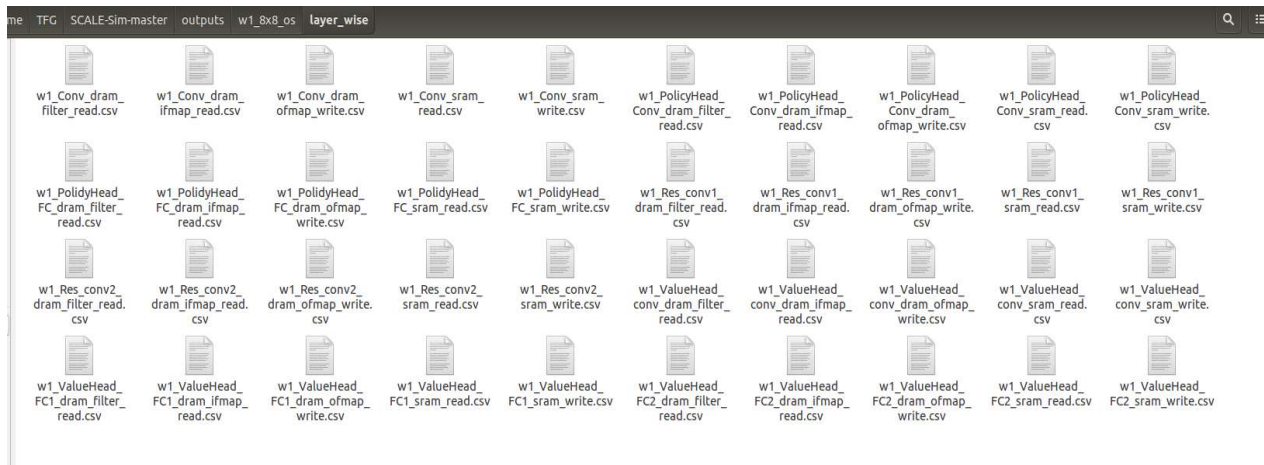 me TFG SCALE-Sim-master outputs w1_8x8_os layer_wise
w1_Conv_dram_ w1_Conv_dram_ w1_Conv_dram_ w1_Conv_sram_ w1_Conv_sram_ w1_PolicyHead_ w1_PolicyHead_ w1_PolicyHead_ w1_PolicyHead_ w1_PolicyHead_
filter_read.csv ifmap_read.csv ofmap_write.csv read.csv write.csv Conv_dram_filter_ Conv_dram_ifmap_ Conv_dram_ Conv_sram_read. Conv_sram_write.
read.csv read.csv ofmap_write.csv csv csv
w1_PolidyHead_ w1_PolidyHead_ w1_PolidyHead_ w1_PolidyHead_ w1_PolidyHead_ w1_Res_conv1_ w1_Res_conv1_ w1_Res_conv1_ w1_Res_conv1_ w1_Res_conv1_
FC_dram_filter_ FC_dram_ifmap_ FC_dram_ofmap_ FC_sram_read.csv FC_sram_write.csv dram_filter_read. dram_ifmap_read. dram_ofmap_write. sram_read.csv sram_write.csv
read.csv read.csv write.csv csv csv csv
w1_Res_conv2_ w1_Res_conv2_ w1_Res_conv2_ w1_Res_conv2_ w1_Res_conv2_ w1_ValueHead_ w1_ValueHead_ w1_ValueHead_ w1_ValueHead_ w1_ValueHead_
dram_filter_read. dram_ifmap_read. dram_ofmap_write. sram_read.csv sram_write.csv conv_dram_filter_ conv_dram_ifmap_ conv_dram_ofmap_ conv_sram_read. conv_sram_write.
csv csv csv read.csv read.csv write.csv csv csv
w1_ValueHead_ w1_ValueHead_ w1_ValueHead_ w1_ValueHead_ w1_ValueHead_ w1_ValueHead_ w1_ValueHead_ w1_ValueHead_ w1_ValueHead_ w1_ValueHead_
FC1_dram_filter_ FC1_dram_ifmap_ FC1_dram_ofmap_ FC1_sram_read.csv FC1_sram_write.csv FC2_dram_filter_ FC2_dram_ifmap_ FC2_dram_ofmap_ FC2_sram_read.csv FC2_sram_write.csv
read.csv read.csv write.csv read.csv read.csv write.csv